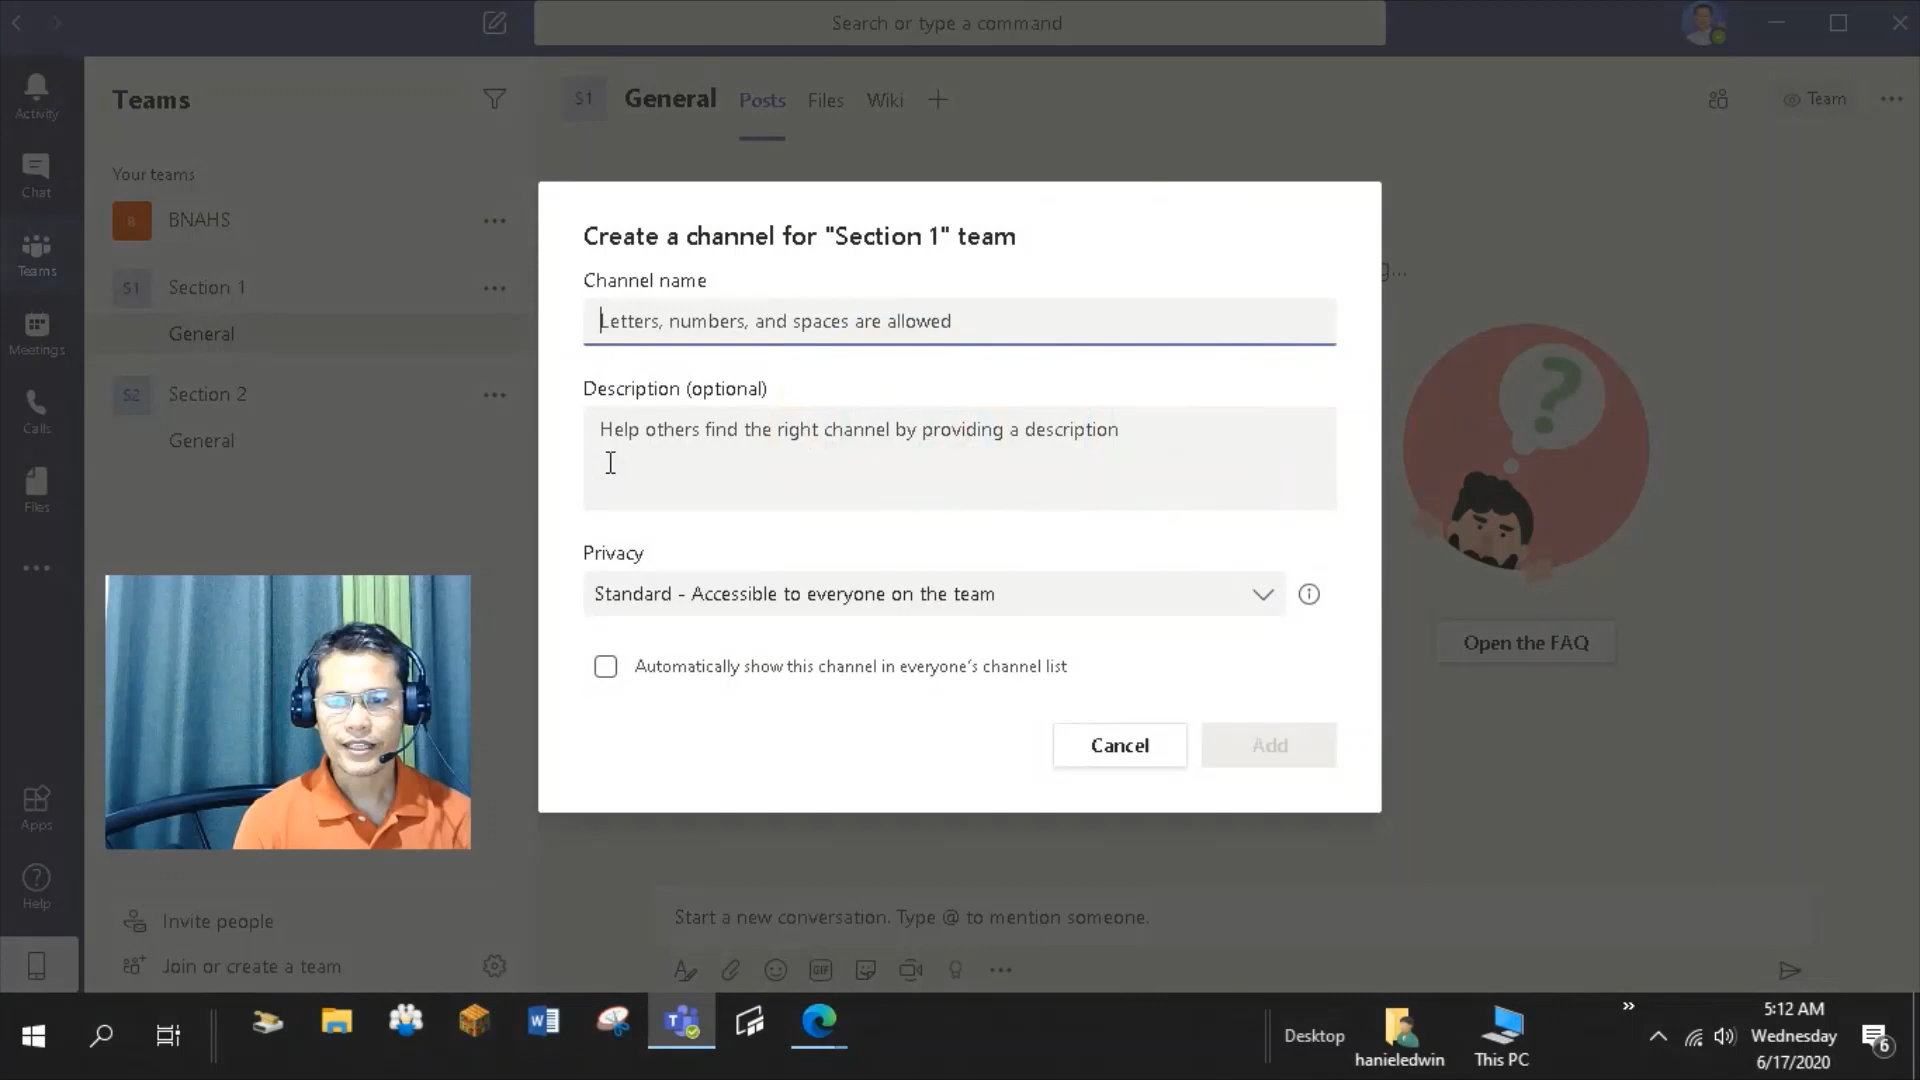 Search or type a command
Activity
Chat
Teams
Meetings
Calls
Files
Apps
Help
Teams
Your teams
B
BNAHS
S1
Section 1
General
S2
Section 2
General
Invite people
Join or create a team
S1
General
Posts
Files
Wiki
Team
Create a channel for "Section 1" team
Channel name
Letters, numbers, and spaces are allowed
Description (optional)
Help others find the right channel by providing a description
Privacy
Standard - Accessible to everyone on the team
Automatically show this channel in everyone's channel list
Cancel
Add
g...
?
Open the FAQ
Start a new conversation. Type @ to mention someone.
GIF
Desktop
hanieledwin
This PC
5:12 AM
Wednesday
6/17/2020
6